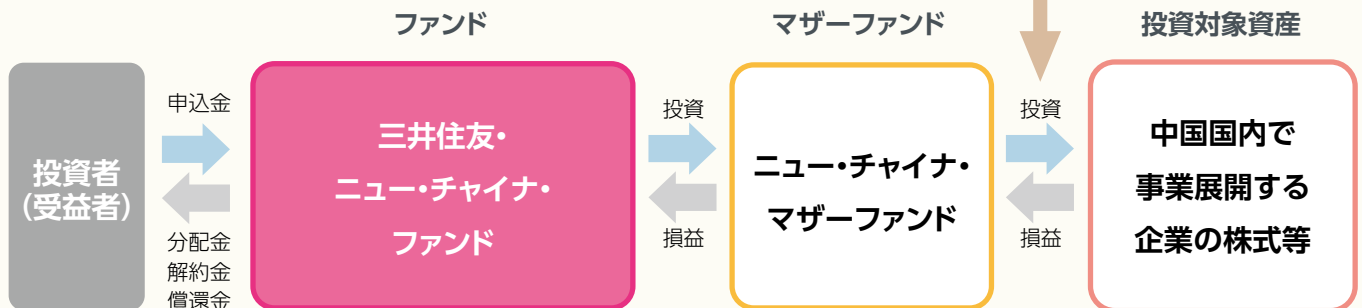 ファンド
マザーファンド
投資対象資産
投資者
（受益者）
申込金
分配金
解約金
償還金
三井住友・
ニュー・チャイナ・
ファンド
投資
損益
ニュー・チャイナ・
マザーファンド
投資
損益
中国国内で
事業展開する
企業の株式等